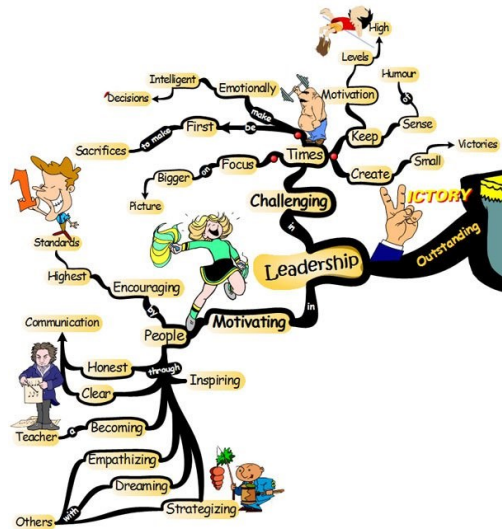 High
Levels
Humour
Intelligent
Emotionally
Motivation
of
Decisions
make
First
be
Keep
Sense
to make
Sacrifices
Times
Victories
Bigger
on
Focus
Create
Small
Picture
Challenging
in
VICTORY
1
Standards
Leadership
Outstanding
Highest
Encouraging
by
in
Communication
People
Motivating
Honest
through
Clear
Inspiring
Teacher
a
Becoming
Empathizing
Dreaming
Others
with
Strategizing